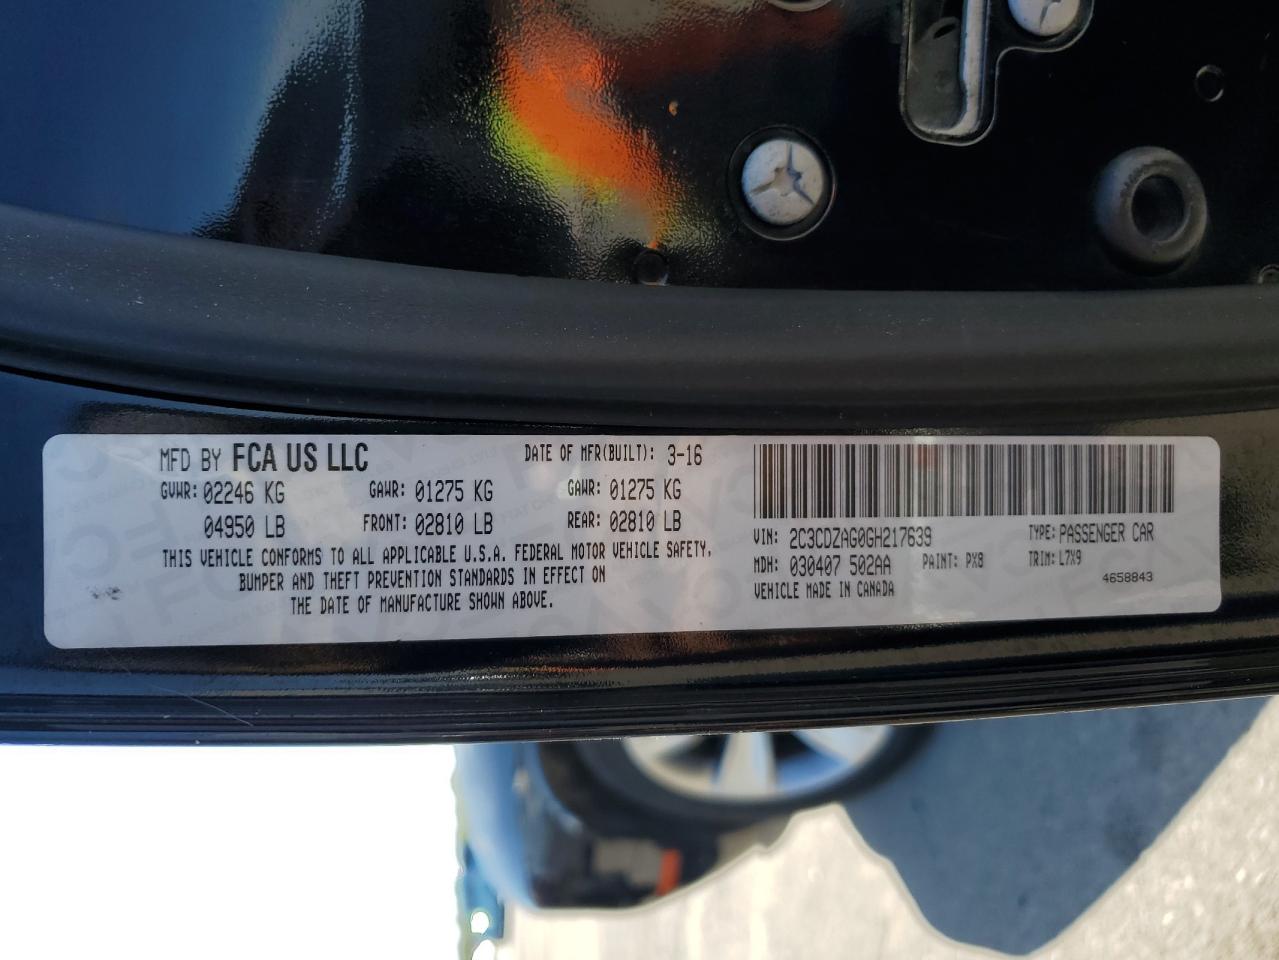 MFD BY FCA US LLC DATE OF MFR(BUILT): 3-16
GVWR: 02246 KG GAWR: 01275 KG GAWR: 01275 KG
04950 LB FRONT: 02810 LB REAR: 02810 LB
THIS VEHICLE CONFORMS TO ALL APPLICABLE U.S.A. FEDERAL MOTOR VEHICLE SAFETY,
BUMPER AND THEFT PREVENTION STANDARDS IN EFFECT ON
THE DATE OF MANUFACTURE SHOWN ABOVE.
VIN: 2C3CDZAG0GH217639 TYPE: PASSENGER CAR
MDH: 030407 502AA PAINT: PX8 TRIM: L7X9
VEHICLE MADE IN CANADA 4658843